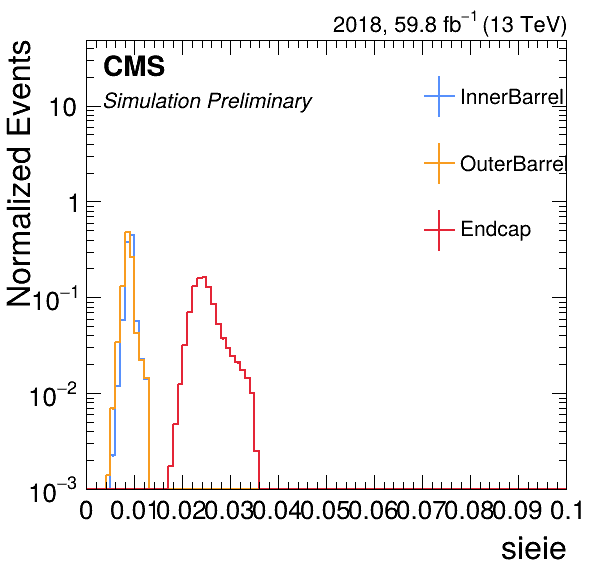 2018, 59.8 fb⁻¹ (13 TeV)
CMS
Simulation Preliminary
InnerBarrel
OuterBarrel
Endcap
Normalized Events
10
1
10⁻¹
10⁻²
10⁻³
0 0.01 0.02 0.03 0.04 0.05 0.06 0.07 0.08 0.09 0.1
sieie